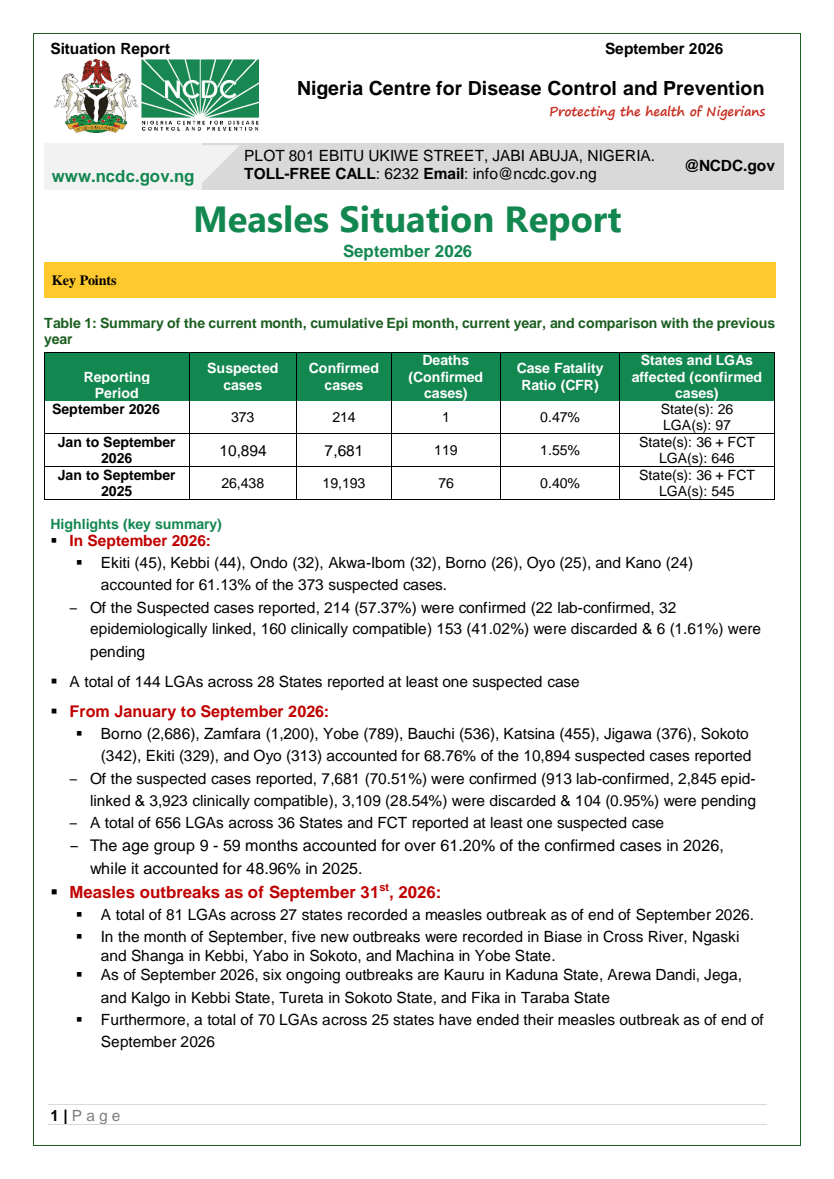 Situation Report September 2026
NCDC
NIGERIA CENTRE FOR DISEASE
CONTROL AND PREVENTION
Nigeria Centre for Disease Control and Prevention
Protecting the health of Nigerians
www.ncdc.gov.ng
PLOT 801 EBITU UKIWE STREET, JABI ABUJA, NIGERIA.
TOLL-FREE CALL: 6232 Email: info@ncdc.gov.ng
@NCDC.gov
Measles Situation Report
September 2026
Key Points
Table 1: Summary of the current month, cumulative Epi month, current year, and comparison with the previous
year
Reporting
Period
Suspected
cases
Confirmed
cases
Deaths
(Confirmed
cases)
Case Fatality
Ratio (CFR)
States and LGAs
affected (confirmed
cases)
September 2026
373
214
1
0.47%
State(s): 26
LGA(s): 97
Jan to September
2026
10,894
7,681
119
1.55%
State(s): 36 + FCT
LGA(s): 646
Jan to September
2025
26,438
19,193
76
0.40%
State(s): 36 + FCT
LGA(s): 545
Highlights (key summary)
▪ In September 2026:
▪ Ekiti (45), Kebbi (44), Ondo (32), Akwa-Ibom (32), Borno (26), Oyo (25), and Kano (24)
accounted for 61.13% of the 373 suspected cases.
– Of the Suspected cases reported, 214 (57.37%) were confirmed (22 lab-confirmed, 32
epidemiologically linked, 160 clinically compatible) 153 (41.02%) were discarded & 6 (1.61%) were
pending
▪ A total of 144 LGAs across 28 States reported at least one suspected case
▪ From January to September 2026:
▪ Borno (2,686), Zamfara (1,200), Yobe (789), Bauchi (536), Katsina (455), Jigawa (376), Sokoto
(342), Ekiti (329), and Oyo (313) accounted for 68.76% of the 10,894 suspected cases reported
– Of the suspected cases reported, 7,681 (70.51%) were confirmed (913 lab-confirmed, 2,845 epid-
linked & 3,923 clinically compatible), 3,109 (28.54%) were discarded & 104 (0.95%) were pending
– A total of 656 LGAs across 36 States and FCT reported at least one suspected case
– The age group 9 - 59 months accounted for over 61.20% of the confirmed cases in 2026,
while it accounted for 48.96% in 2025.
▪ Measles outbreaks as of September 31st, 2026:
▪ A total of 81 LGAs across 27 states recorded a measles outbreak as of end of September 2026.
▪ In the month of September, five new outbreaks were recorded in Biase in Cross River, Ngaski
and Shanga in Kebbi, Yabo in Sokoto, and Machina in Yobe State.
▪ As of September 2026, six ongoing outbreaks are Kauru in Kaduna State, Arewa Dandi, Jega,
and Kalgo in Kebbi State, Tureta in Sokoto State, and Fika in Taraba State
▪ Furthermore, a total of 70 LGAs across 25 states have ended their measles outbreak as of end of
September 2026
1 | Page